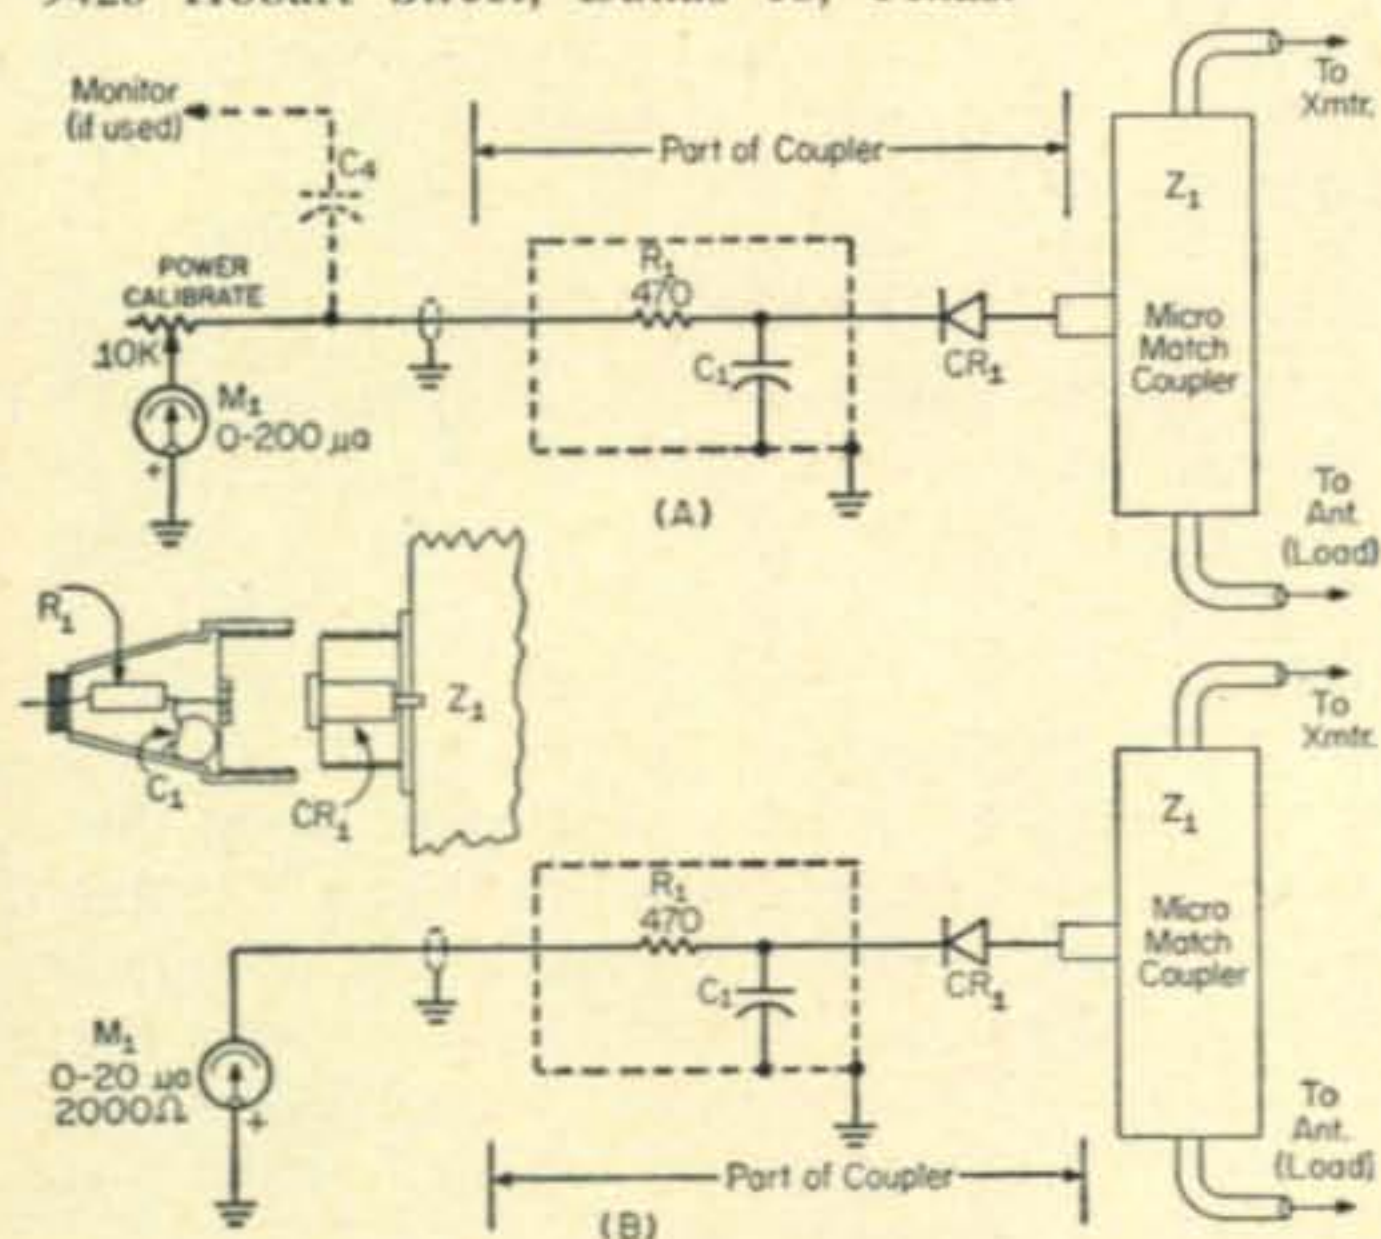 To
Xmtr.
Monitor
(if used)
Part of Coupler
C4
Z1
POWER
CALIBRATE
R1
470
10K
C1
CR1
Micro
Match
Coupler
M1
0-200 µa
+
(A)
To
Ant.
(Load)
R1
Z1
C1
CR1
To
Xmtr.
Z1
R1
470
Micro
Match
Coupler
C1
CR1
M1
0-20 µa
2000Ω
+
To
Ant.
(Load)
Part of Coupler
(B)